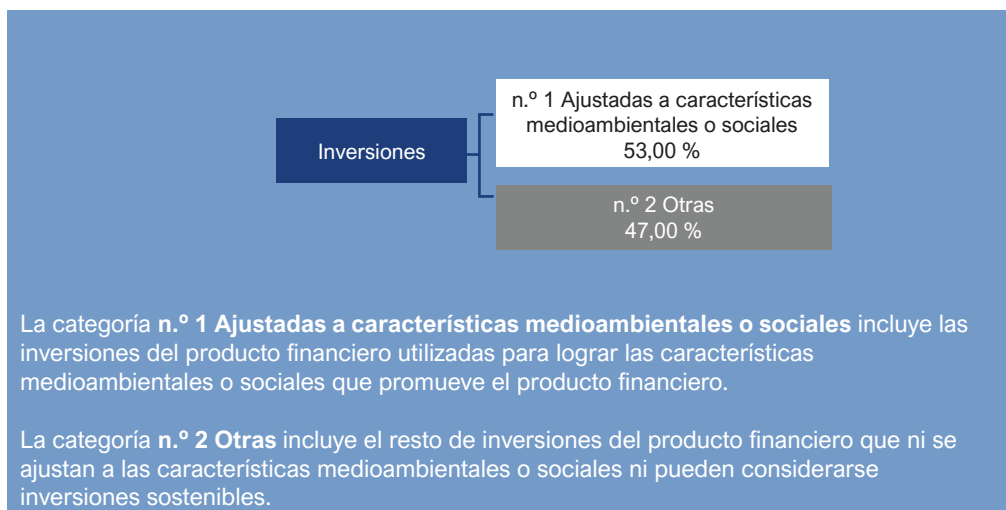 Inversiones
n.º 1 Ajustadas a características
medioambientales o sociales
53,00 %
n.º 2 Otras
47,00 %
La categoría n.º 1 Ajustadas a características medioambientales o sociales incluye las
inversiones del producto financiero utilizadas para lograr las características
medioambientales o sociales que promueve el producto financiero.
La categoría n.º 2 Otras incluye el resto de inversiones del producto financiero que ni se
ajustan a las características medioambientales o sociales ni pueden considerarse
inversiones sostenibles.